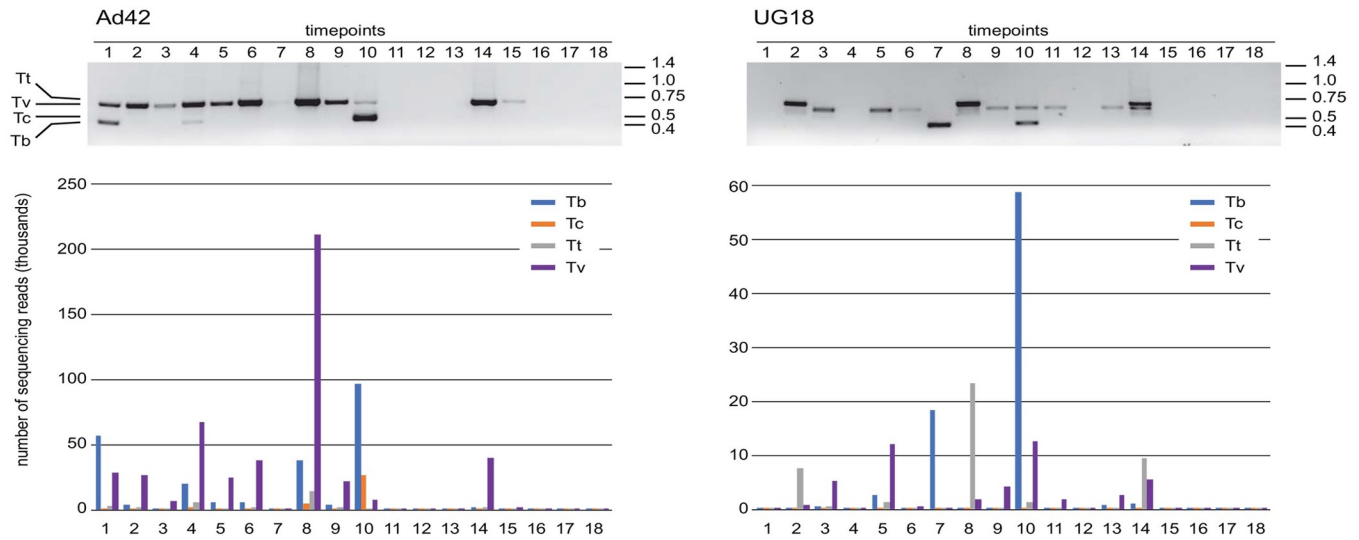 Ad42
timepoints
1 2 3 4 5 6 7 8 9 10 11 12 13 14 15 16 17 18
Tt
Tv
Tc
Tb
1.4
1.0
0.75
0.5
0.4
number of sequencing reads (thousands)
250
200
150
100
50
0
Tb
Tc
Tt
Tv
1 2 3 4 5 6 7 8 9 10 11 12 13 14 15 16 17 18
UG18
timepoints
1 2 3 4 5 6 7 8 9 10 11 12 13 14 15 16 17 18
1.4
1.0
0.75
0.5
0.4
60
50
40
30
20
10
0
Tb
Tc
Tt
Tv
1 2 3 4 5 6 7 8 9 10 11 12 13 14 15 16 17 18